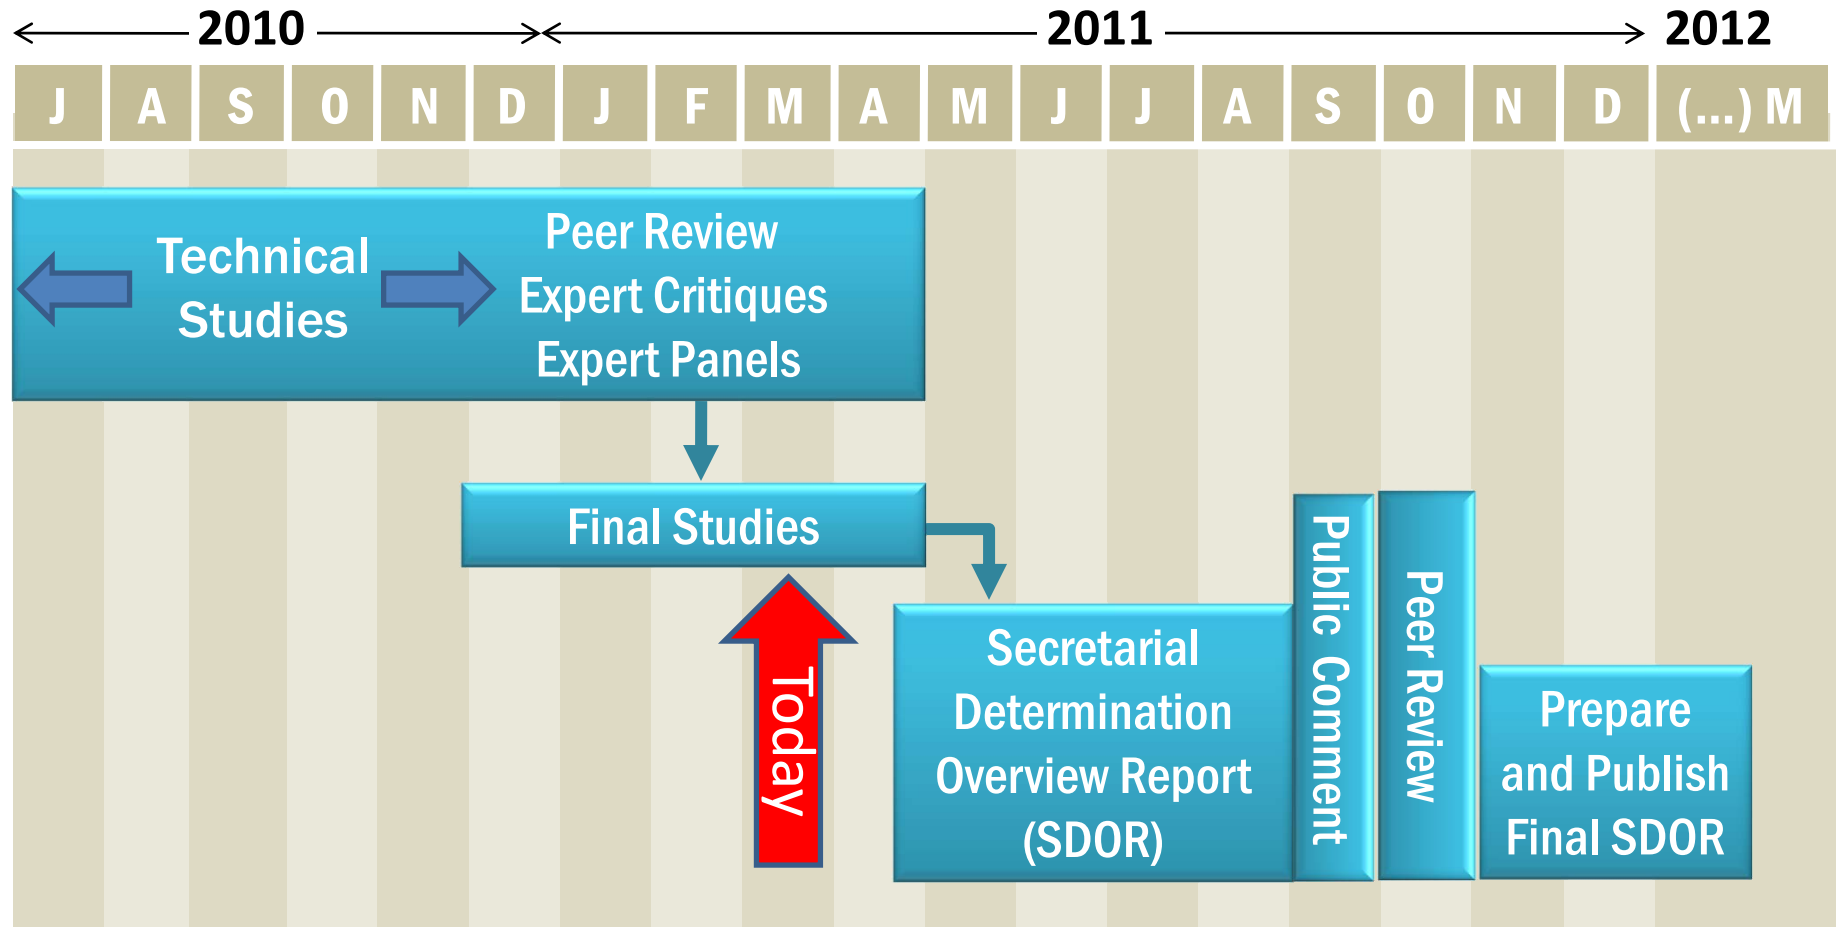 2010 2011 2012
J A S O N D J F M A M J J A S O N D (...) M
Technical
Studies
Peer Review
Expert Critiques
Expert Panels
Final Studies
Today
Secretarial
Determination
Overview Report
(SDOR)
Public Comment
Peer Review
Prepare
and Publish
Final SDOR